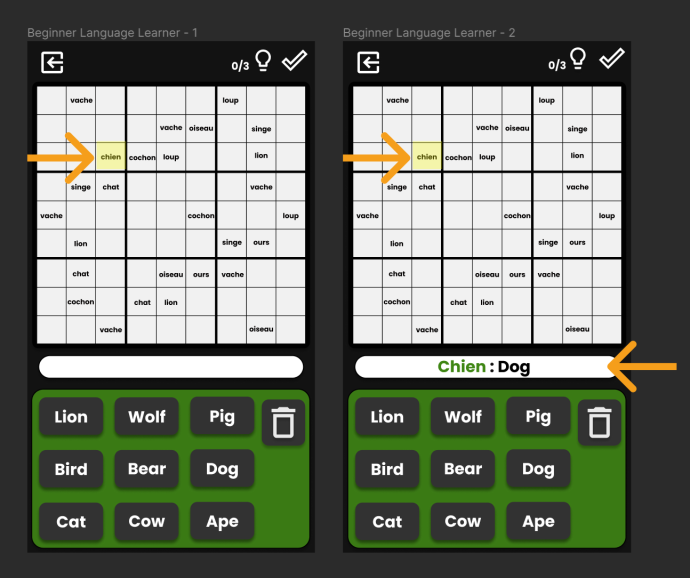 Beginner Language Learner - 1
0/3
vache loup
vache oiseau singe
chien cochon loup lion
singe chat vache
vache cochon loup
lion singe ours
chat oiseau ours vache
cochon chat lion
vache oiseau
Lion Wolf Pig
Bird Bear Dog
Cat Cow Ape
Beginner Language Learner - 2
0/3
vache loup
vache oiseau singe
chien cochon loup lion
singe chat vache
vache cochon loup
lion singe ours
chat oiseau ours vache
cochon chat lion
vache oiseau
Chien : Dog
Lion Wolf Pig
Bird Bear Dog
Cat Cow Ape